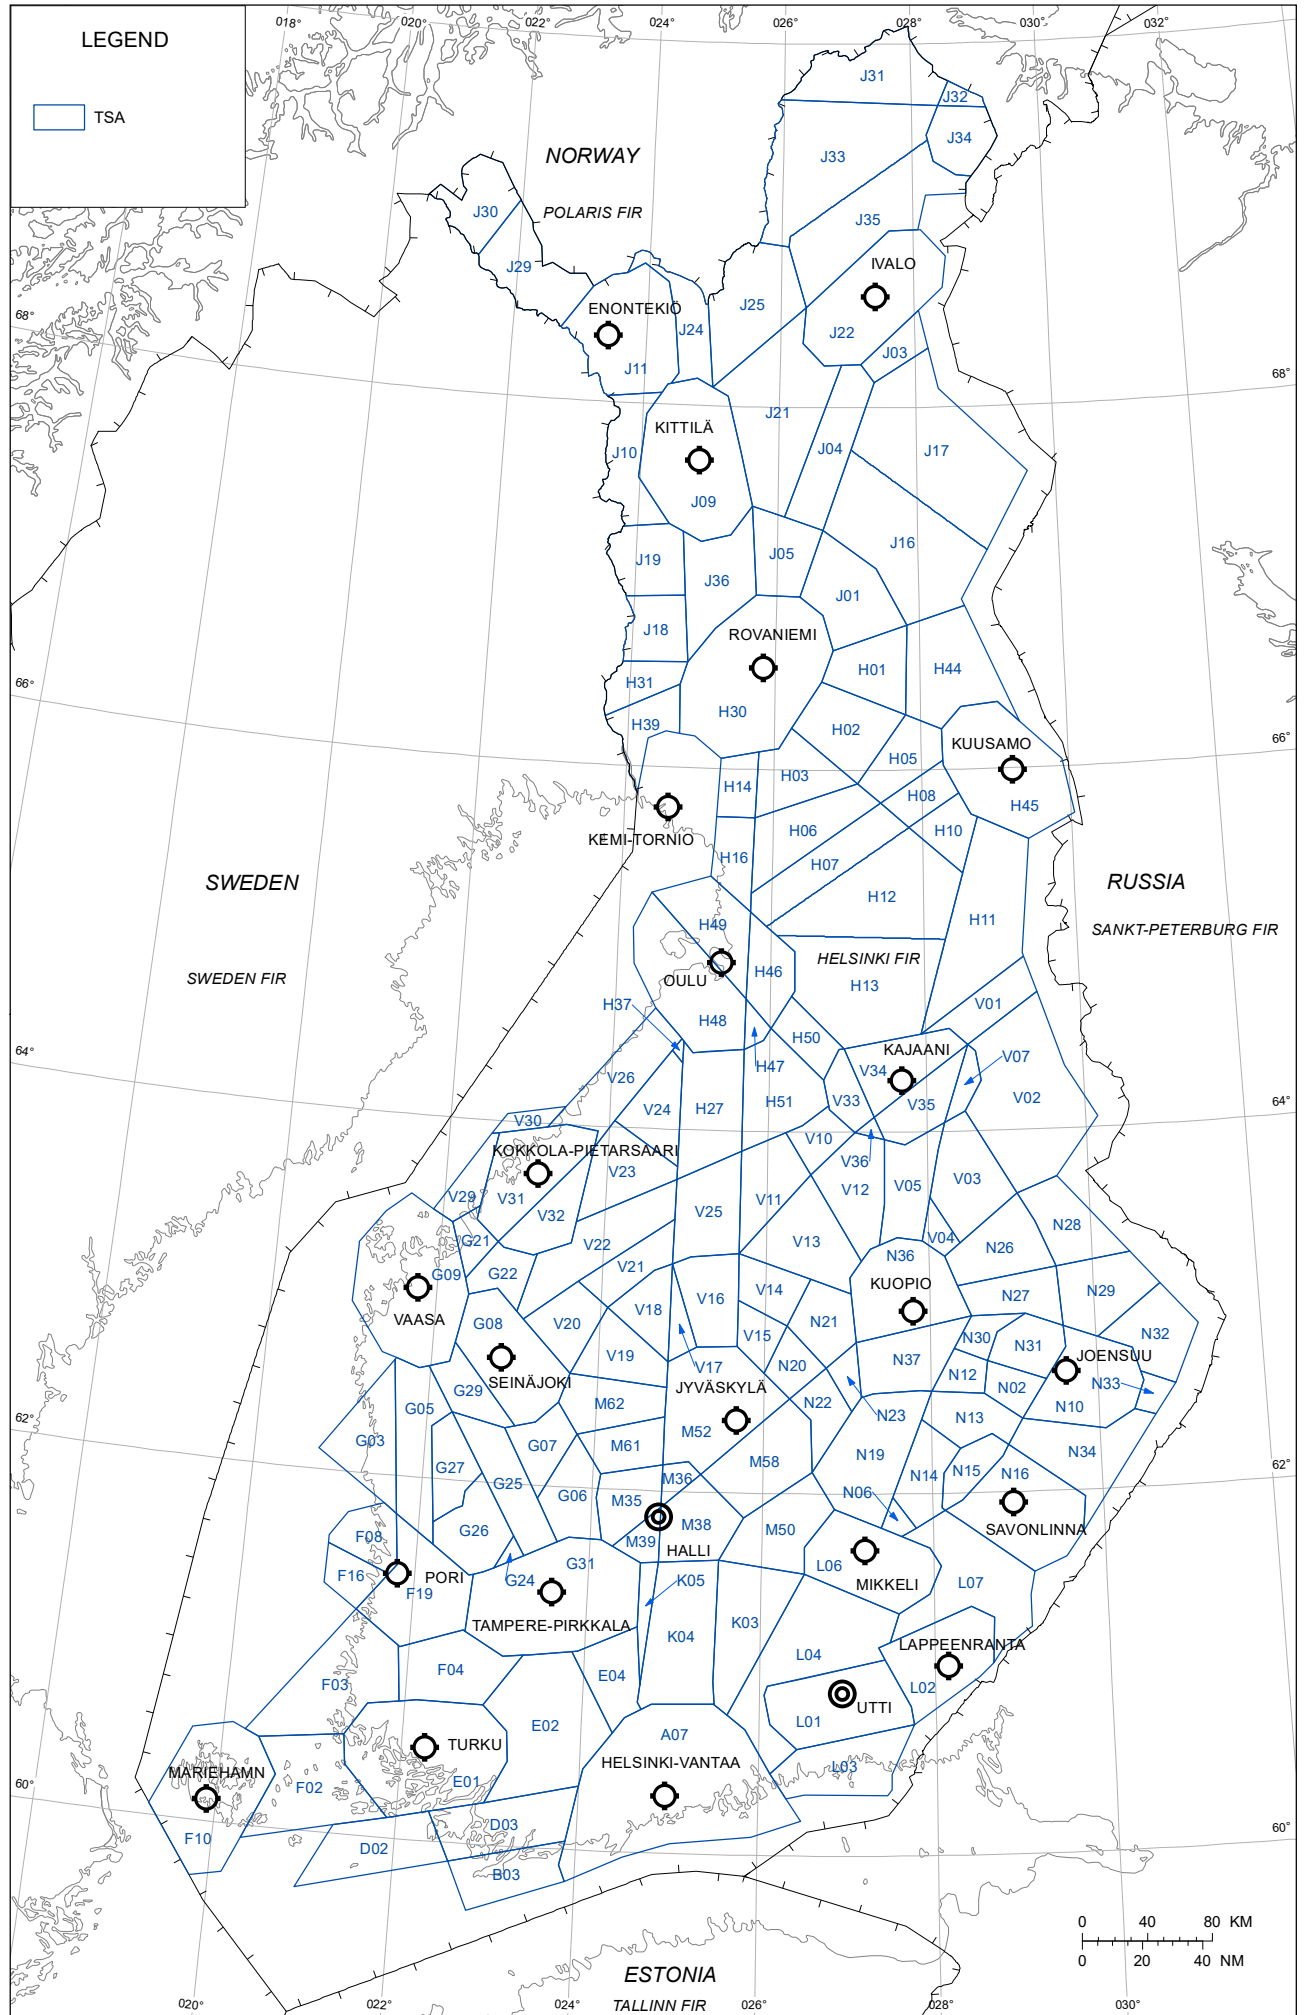 018°
020°
022°
024°
026°
028°
030°
032°
LEGEND
TSA
J31
J32
J34
J33
NORWAY
POLARIS FIR
J30
J29
J35
IVALO
ENONTEKIÖ
J24
J25
J22
J03
68°
68°
J11
J21
KITTILÄ
J10
J04
J17
J09
J16
J19
J36
J05
J01
J18
ROVANIEMI
H31
H01
H44
66°
66°
H39
H30
H02
H05
KUUSAMO
H14
H03
H08
H45
KEMI-TORNIO
H06
H10
H16
H07
SWEDEN
RUSSIA
H12
H49
H11
SANKT-PETERBURG FIR
HELSINKI FIR
SWEDEN FIR
OULU
H46
H13
H37
H48
V01
H50
KAJAANI
V07
64°
64°
H47
V34
V26
V24
H27
H51
V33
V35
V02
V30
V10
KOKKOLA-PIETARSAARI
V36
V23
V12
V05
V03
V29
V31
V32
V25
V11
N28
G21
V22
V13
V04
N26
N36
G09
G22
V21
KUOPIO
V16
V14
N27
N29
VAASA
G08
V20
V18
V15
N21
N30
N31
N32
SEINÄJOKI
V19
V17
N20
N37
N12
JOENSUU
G29
JYVÄSKYLÄ
N02
N33
62°
62°
G05
M62
M52
N22
N23
N13
N10
G03
G07
M61
M58
N19
N34
G27
G25
M36
N14
N15
N16
G06
M35
N06
SAVONLINNA
F08
G26
M39
M38
HALLI
M50
F16
PORI
G24
G31
L06
MIKKELI
L07
F19
K05
TAMPERE-PIRKKALA
K04
K03
LAPPEENRANTA
F03
F04
E04
L04
L02
L01
UTTI
E02
A07
TURKU
HELSINKI-VANTAA
L03
60°
60°
MARIEHAMN
F02
E01
F10
D03
D02
B03
0 40 80 KM
0 20 40 NM
ESTONIA
TALLINN FIR
020°
022°
024°
026°
028°
030°